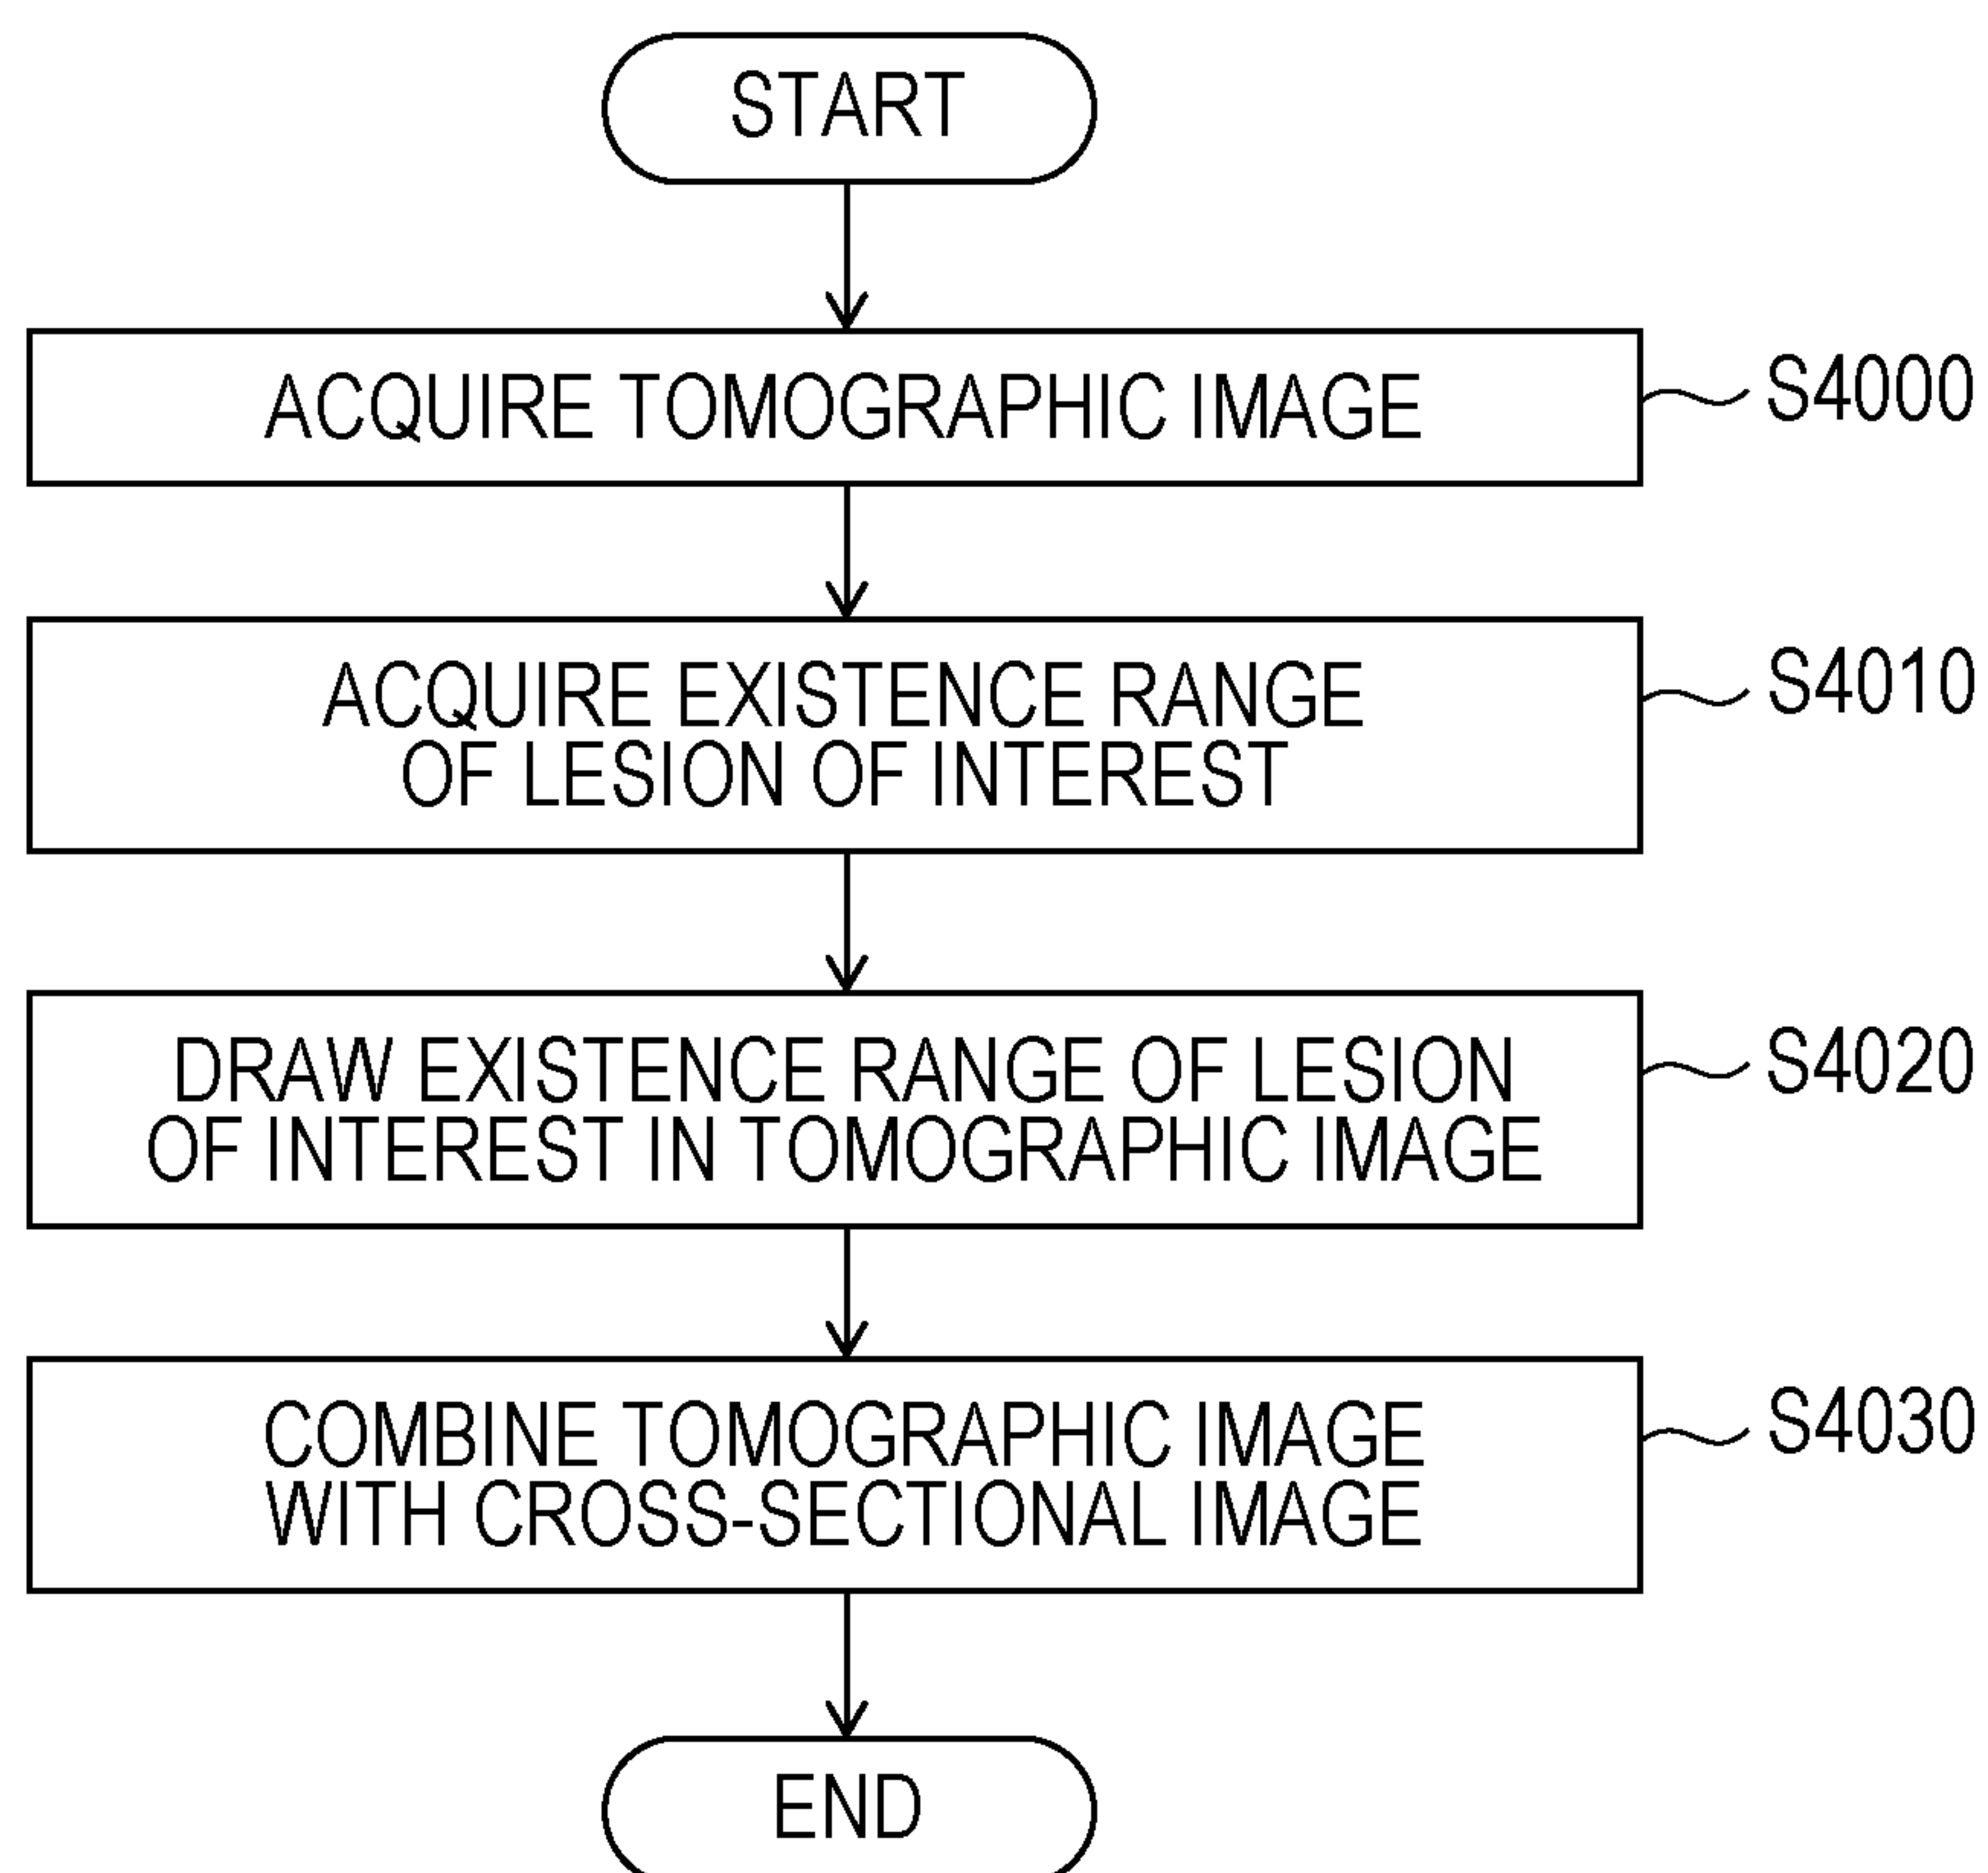 START
ACQUIRE TOMOGRAPHIC IMAGE
S4000
ACQUIRE EXISTENCE RANGE
OF LESION OF INTEREST
S4010
DRAW EXISTENCE RANGE OF LESION
OF INTEREST IN TOMOGRAPHIC IMAGE
S4020
COMBINE TOMOGRAPHIC IMAGE
WITH CROSS-SECTIONAL IMAGE
S4030
END